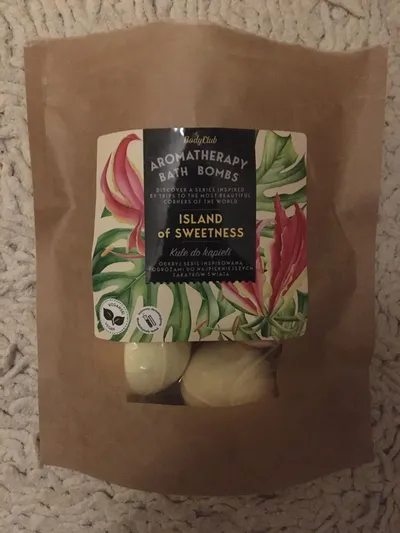 BodyClub
AROMATHERAPY
BATH BOMBS
DISCOVER A SERIES INSPIRED
BY TRIPS TO THE MOST BEAUTIFUL
CORNERS OF THE WORLD
ISLAND
of SWEETNESS
Kule do kąpieli
ODKRYJ SERIĘ INSPIROWANĄ
PODRÓŻAMI DO NAJPIĘKNIEJSZYCH
ZAKĄTKÓW ŚWIATA